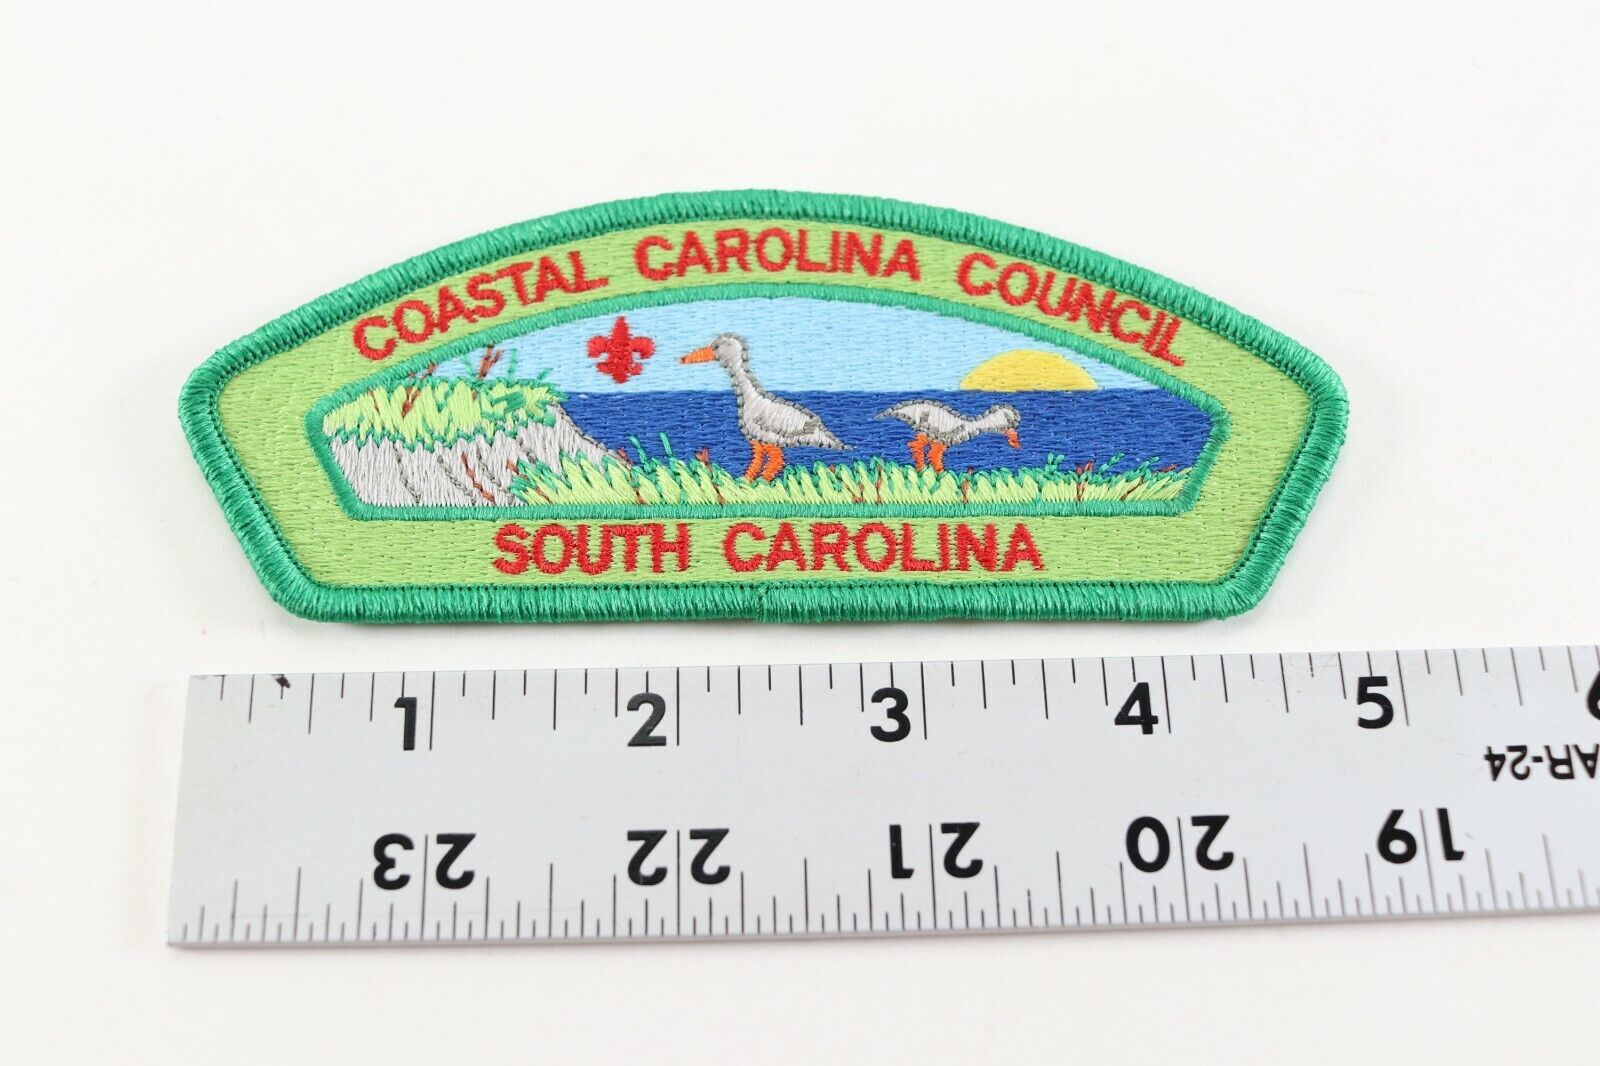 COASTAL CAROLINA COUNCIL
SOUTH CAROLINA
1 2 3 4 5
AR-24
23 22 21 20 19